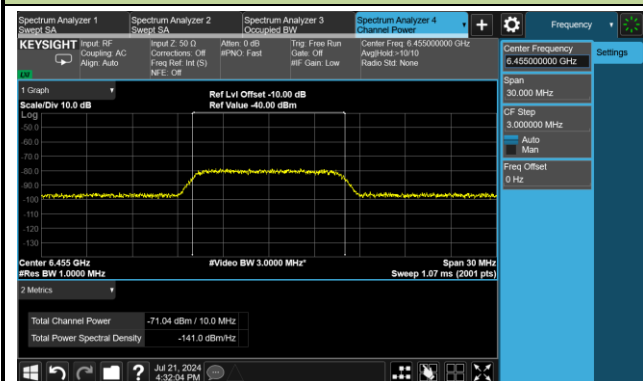 Spectrum Analyzer 1
Swept SA
Spectrum Analyzer 2
Swept SA
Spectrum Analyzer 3
Occupied BW
Spectrum Analyzer 4
Channel Power
Frequency
KEYSIGHT
Input: RF
Coupling: AC
Align: Auto
Input Z: 50 Ω
Corrections: Off
Freq Ref: Int (S)
NFE: Off
Atten: 0 dB
#PNO: Fast
Trig: Free Run
Gate: Off
#IF Gain: Low
Center Freq: 6.455000000 GHz
Avg|Hold:>10/10
Radio Std: None
Center Frequency
6.455000000 GHz
Settings
Span
30.000 MHz
CF Step
3.000000 MHz
Auto
Man
Freq Offset
0 Hz
1 Graph
Scale/Div 10.0 dB
Ref Lvl Offset -10.00 dB
Ref Value -40.00 dBm
Log
-50.0
-60.0
-70.0
-80.0
-90.0
-100
-110
-120
-130
Center 6.455 GHz
#Res BW 1.0000 MHz
#Video BW 3.0000 MHz*
Span 30 MHz
Sweep 1.07 ms (2001 pts)
2 Metrics
Total Channel Power
-71.04 dBm / 10.0 MHz
Total Power Spectral Density
-141.0 dBm/Hz
Jul 21, 2024
4:32:04 PM